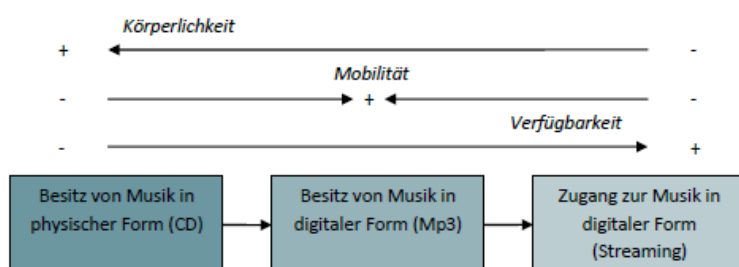 Körperlichkeit
+ -
Mobilität
- + -
Verfügbarkeit
- +
Besitz von Musik in
physischer Form (CD)
Besitz von Musik in
digitaler Form (Mp3)
Zugang zur Musik in
digitaler Form
(Streaming)